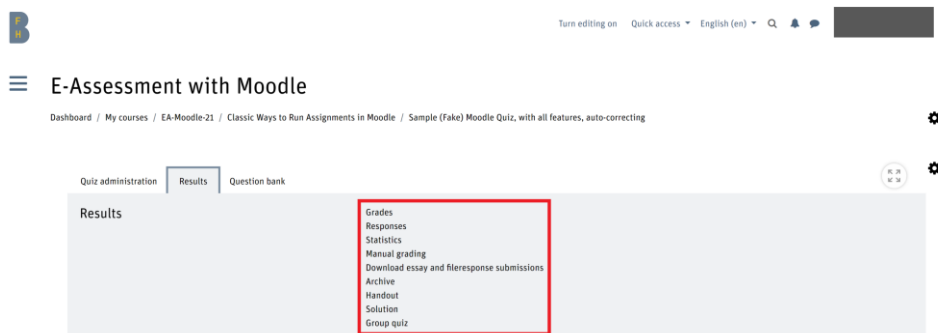 F
B
H
Turn editing on Quick access English (en)
E-Assessment with Moodle
Dashboard / My courses / EA-Moodle-21 / Classic Ways to Run Assignments in Moodle / Sample (Fake) Moodle Quiz, with all features, auto-correcting
Quiz administration Results Question bank
Results
Grades
Responses
Statistics
Manual grading
Download essay and fileresponse submissions
Archive
Handout
Solution
Group quiz